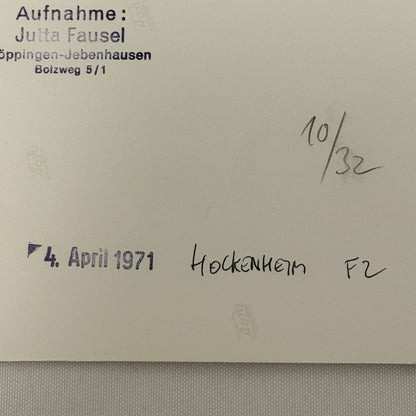 Aufnahme:
Jutta Fausel
öppingen-Jebenhausen
Bolzweg 5/1
10/32
4. April 1971 HOCKENHEIM F2